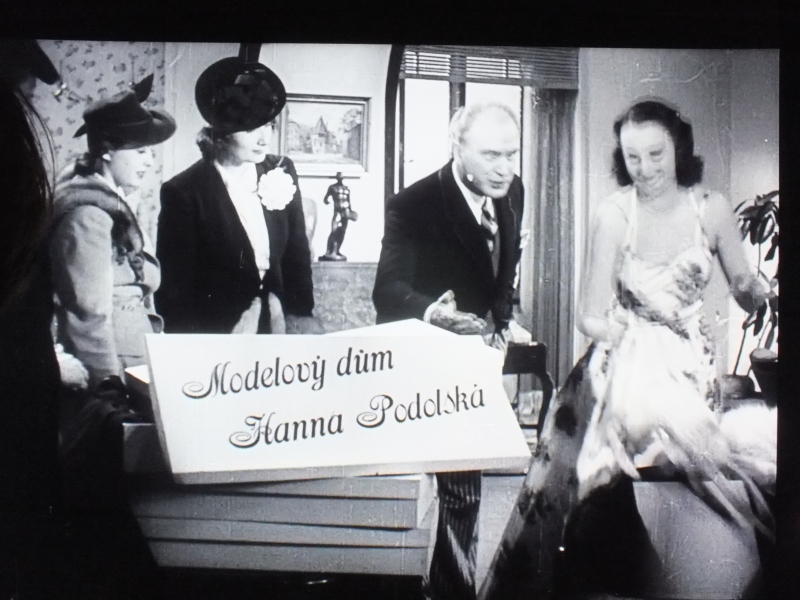 Modelový dům
Hanna Podolská